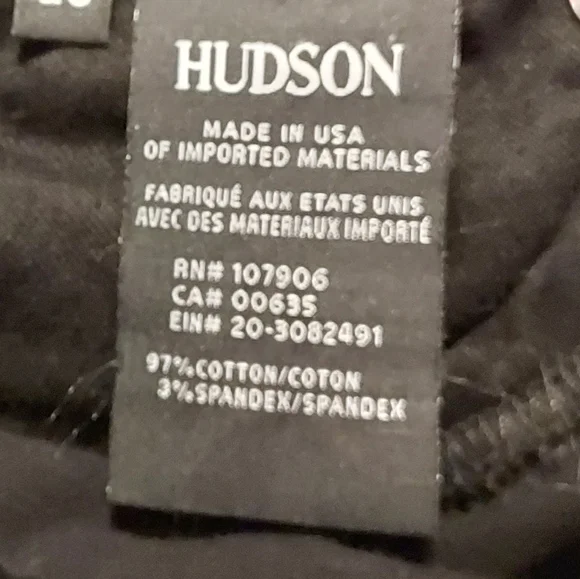 HUDSON
MADE IN USA
OF IMPORTED MATERIALS
FABRIQUÉ AUX ETATS UNIS
AVEC DES MATERIAUX IMPORTÉ
RN# 107906
CA# 00635
EIN# 20-3082491
97%COTTON/COTON
3%SPANDEX/SPANDEX